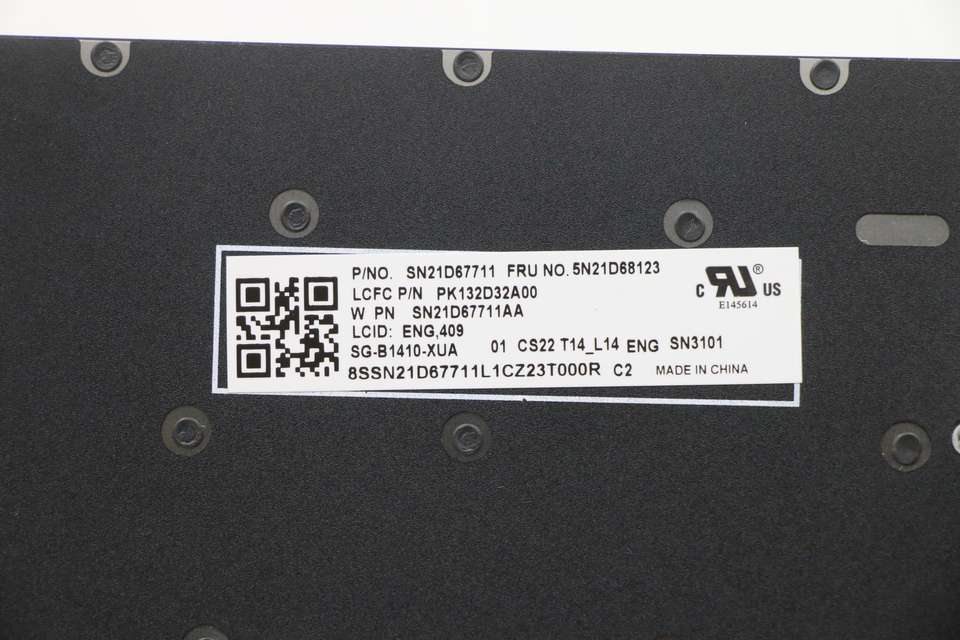 P/NO. SN21D67711 FRU NO. 5N21D68123
LCFC P/N PK132D32A00
W PN SN21D67711AA
LCID: ENG,409
SG-B1410-XUA 01 CS22 T14_L14 ENG SN3101
8SSN21D67711L1CZ23T000R C2 MADE IN CHINA
C RU ® US
E145614